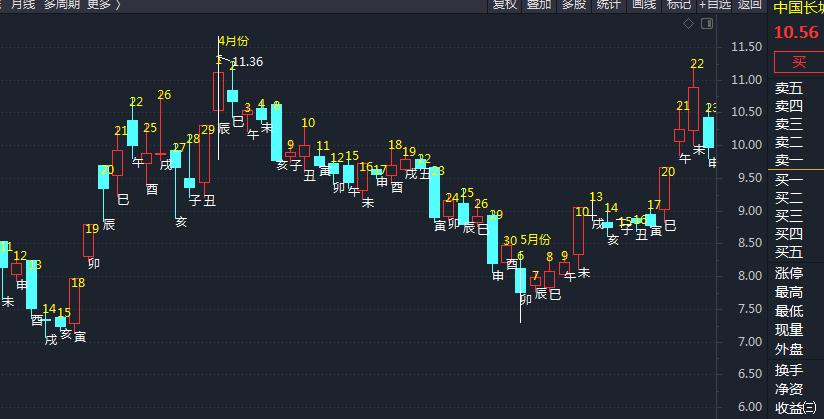 月线 多周期 更多 〉 复权 叠加 多股 统计 画线 标记 +自选 返回
中国长城
10.56
买
卖五
卖四
卖三
卖二
卖一
买一
买二
买三
买四
买五
涨停
最高
最低
现量
外盘
换手
净资
收益㈢
11.50
11.00
10.50
10.00
9.50
9.00
8.50
8.00
7.50
7.00
6.50
6.00
4月份
11.36
5月份
11 未
12 申
13 酉
14 戌
15 亥
18 寅
19 卯
20 辰
21 巳
22 午
25 酉
26 戌
27 亥
28 子
29 丑
1 辰
2 巳
3 午
4 未
8
9 子
10 丑
11 寅
12 卯
15 午
16 未
17 申
18 酉
19 戌
22 丑
23 寅
24 卯
25 辰
26 巳
29 申
30 酉
6 卯
7 辰
8 巳
9 午
10 未
13
14 亥
15 子
16 丑
17 寅
20 巳
21 午
22 未
23 申